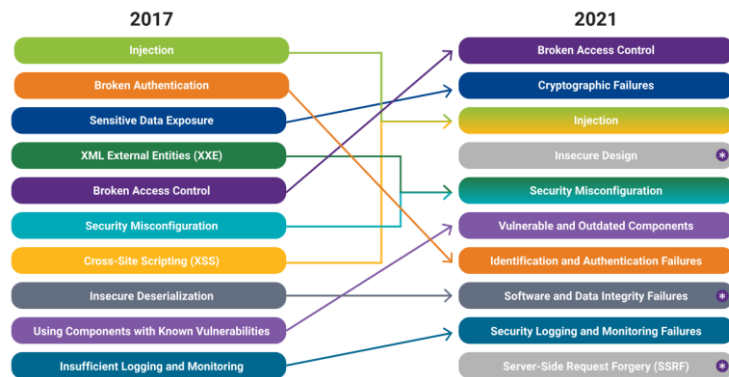 2017
Injection
Broken Authentication
Sensitive Data Exposure
XML External Entities (XXE)
Broken Access Control
Security Misconfiguration
Cross-Site Scripting (XSS)
Insecure Deserialization
Using Components with Known Vulnerabilities
Insufficient Logging and Monitoring
2021
Broken Access Control
Cryptographic Failures
Injection
Insecure Design *
Security Misconfiguration
Vulnerable and Outdated Components
Identification and Authentication Failures
Software and Data Integrity Failures *
Security Logging and Monitoring Failures
Server-Side Request Forgery (SSRF) *